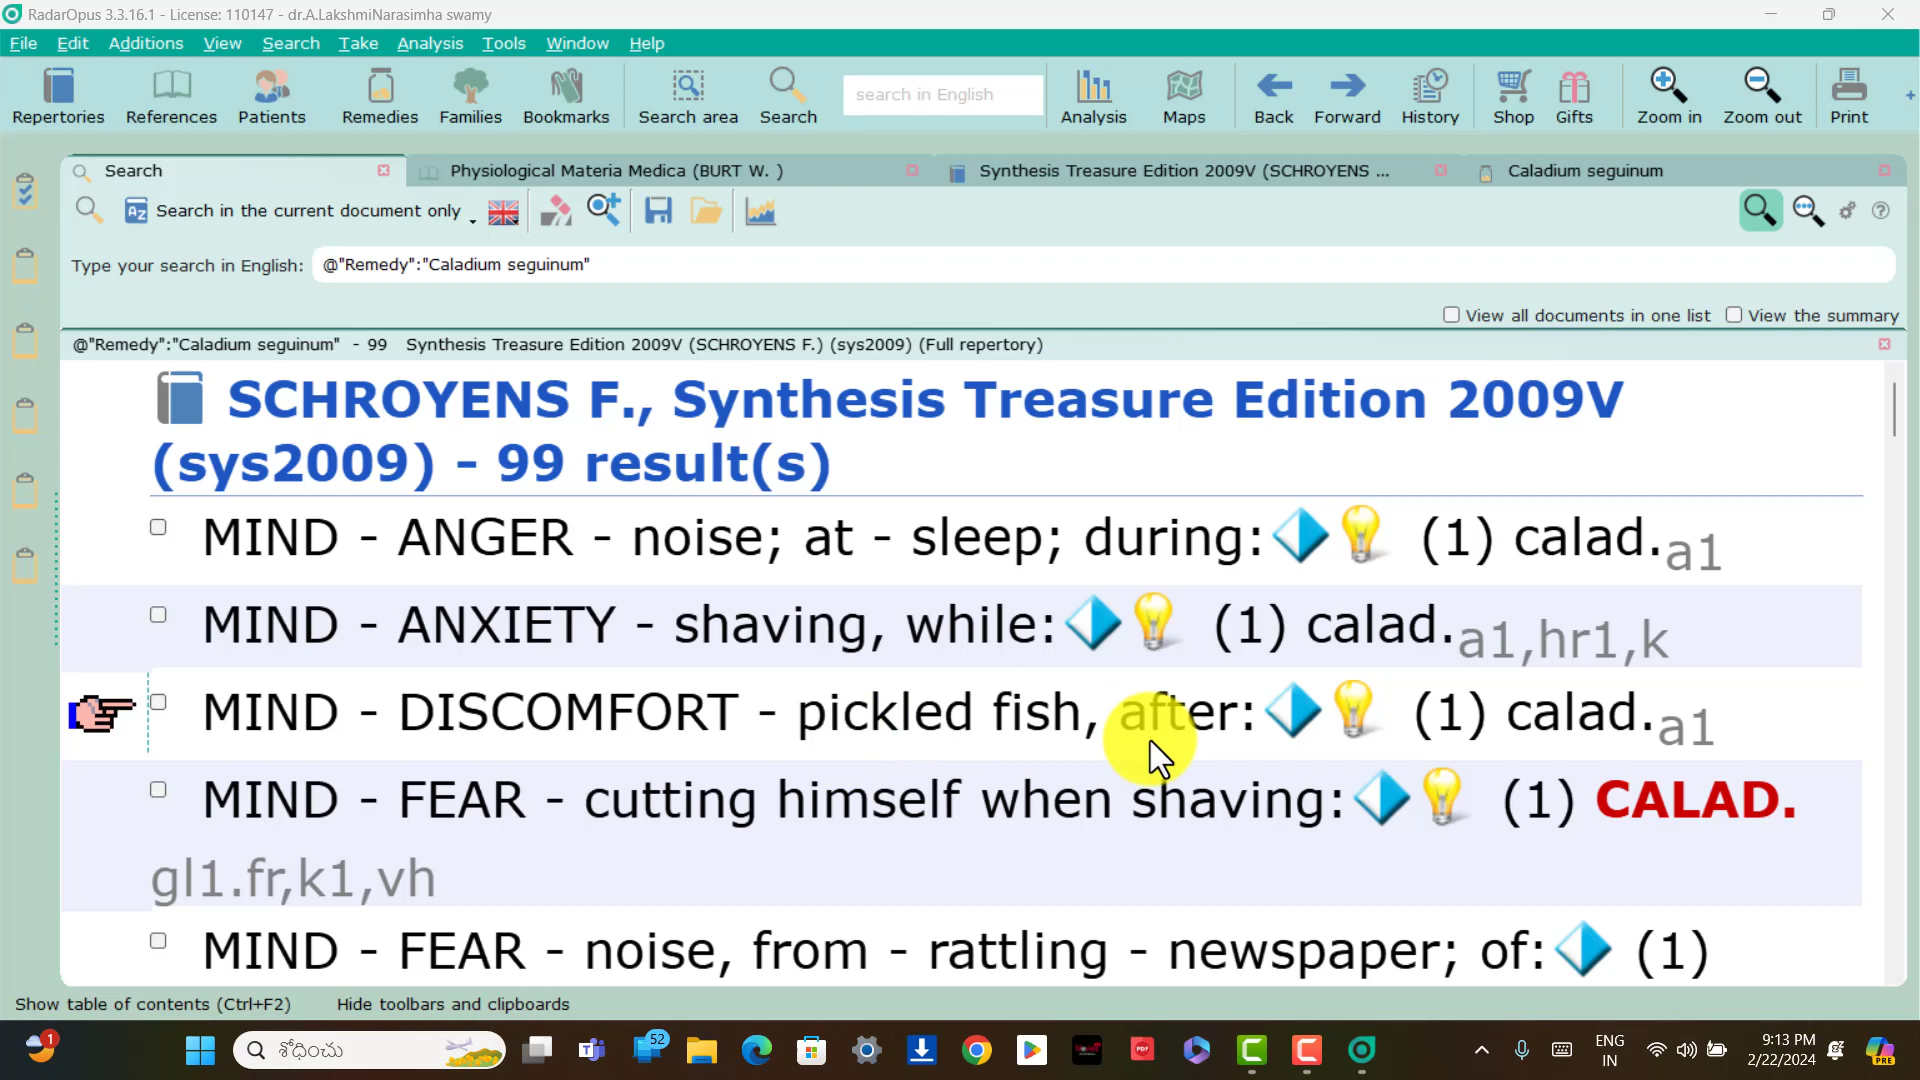 RadarOpus 3.3.16.1 - License: 110147 - dr.A.LakshmiNarasimha swamy
File Edit Additions View Search Take Analysis Tools Window Help
Repertories References Patients Remedies Families Bookmarks Search area Search search in English Analysis Maps Back Forward History Shop Gifts Zoom in Zoom out Print
Search Physiological Materia Medica (BURT W. ) Synthesis Treasure Edition 2009V (SCHROYENS ... Caladium seguinum
Search in the current document only
Type your search in English: @"Remedy":"Caladium seguinum"
View all documents in one list View the summary
@"Remedy":"Caladium seguinum" - 99 Synthesis Treasure Edition 2009V (SCHROYENS F.) (sys2009) (Full repertory)
SCHROYENS F., Synthesis Treasure Edition 2009V
(sys2009) - 99 result(s)
MIND - ANGER - noise; at - sleep; during: (1) calad.a1
MIND - ANXIETY - shaving, while: (1) calad.a1,hr1,k
MIND - DISCOMFORT - pickled fish, after: (1) calad.a1
MIND - FEAR - cutting himself when shaving: (1) CALAD.
gl1.fr,k1,vh
MIND - FEAR - noise, from - rattling - newspaper; of: (1)
Show table of contents (Ctrl+F2) Hide toolbars and clipboards
1 శోధించు 52 ENG 9:13 PM
IN 2/22/2024